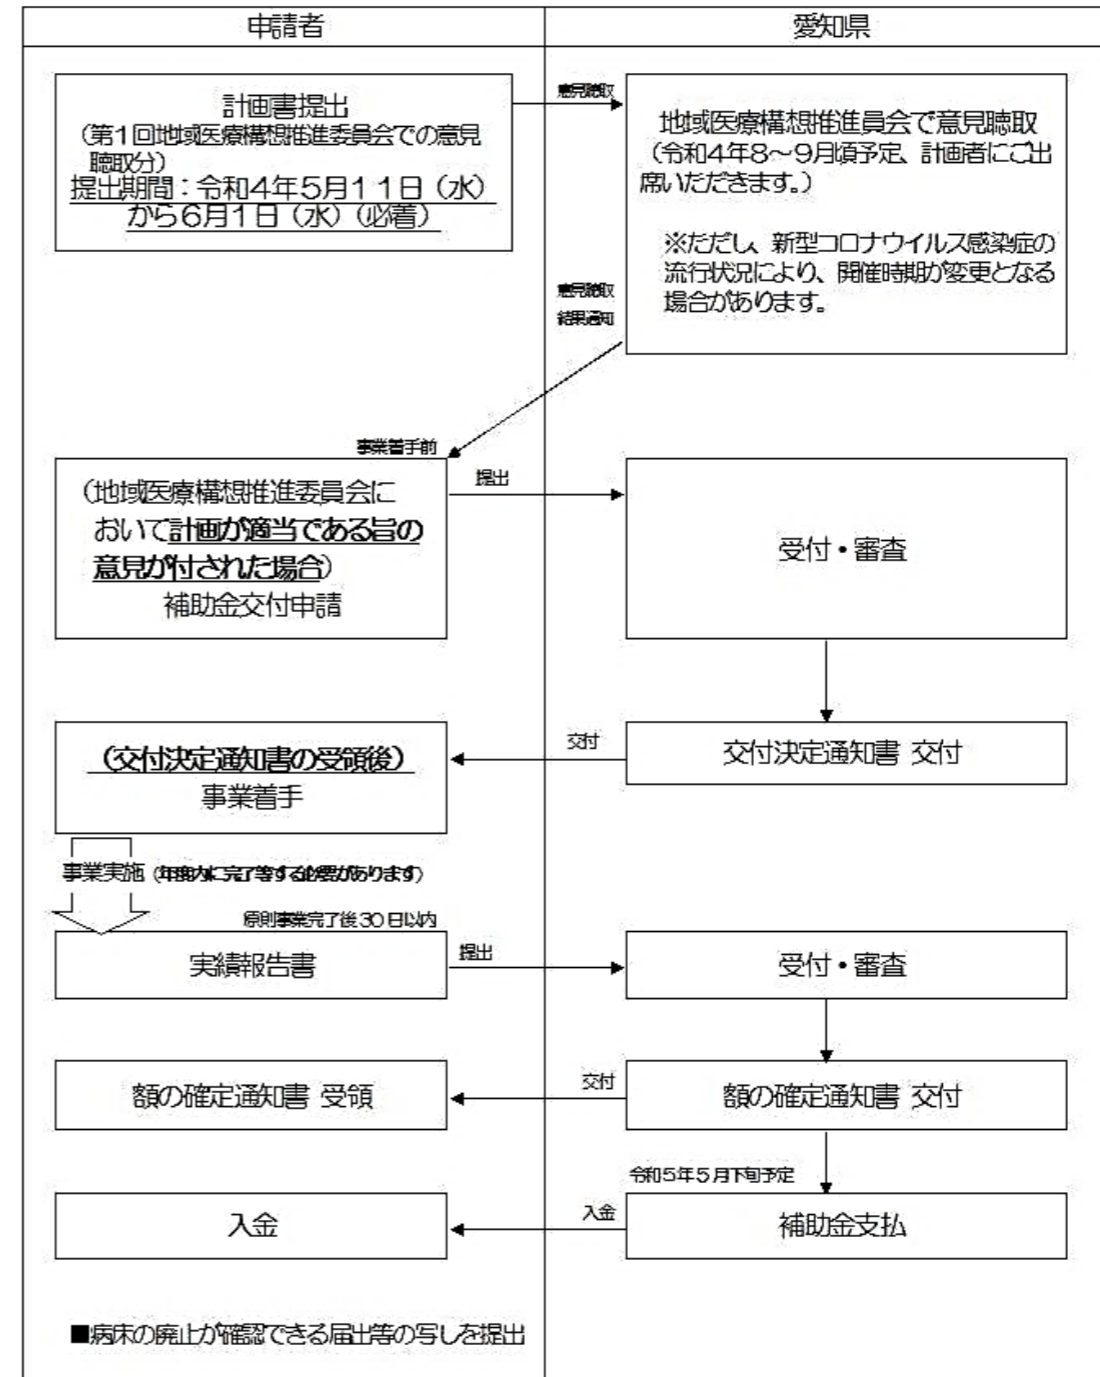 申請者
愛知県
計画書提出
(第1回地域医療構想推進委員会での意見
聴取分)
提出期間：令和4年5月11日(水)
から6月1日(水)(必着)
意見聴取
地域医療構想推進員会で意見聴取
(令和4年8～9月頃予定、計画者にご出
席いただきます。)
※ただし、新型コロナウイルス感染症の
流行状況により、開催時期が変更となる
場合があります。
意見聴取
結果通知
事業着手前
(地域医療構想推進委員会に
おいて計画が適当である旨の
意見が付された場合)
補助金交付申請
提出
受付・審査
(交付決定通知書の受領後)
事業着手
交付
交付決定通知書 交付
事業実施 (年度内に完了等する必要があります)
原則事業完了後30日以内
実績報告書
提出
受付・審査
額の確定通知書 受領
交付
額の確定通知書 交付
令和5年5月下旬予定
入金
入金
補助金支払
■病床の廃止が確認できる届出等の写しを提出